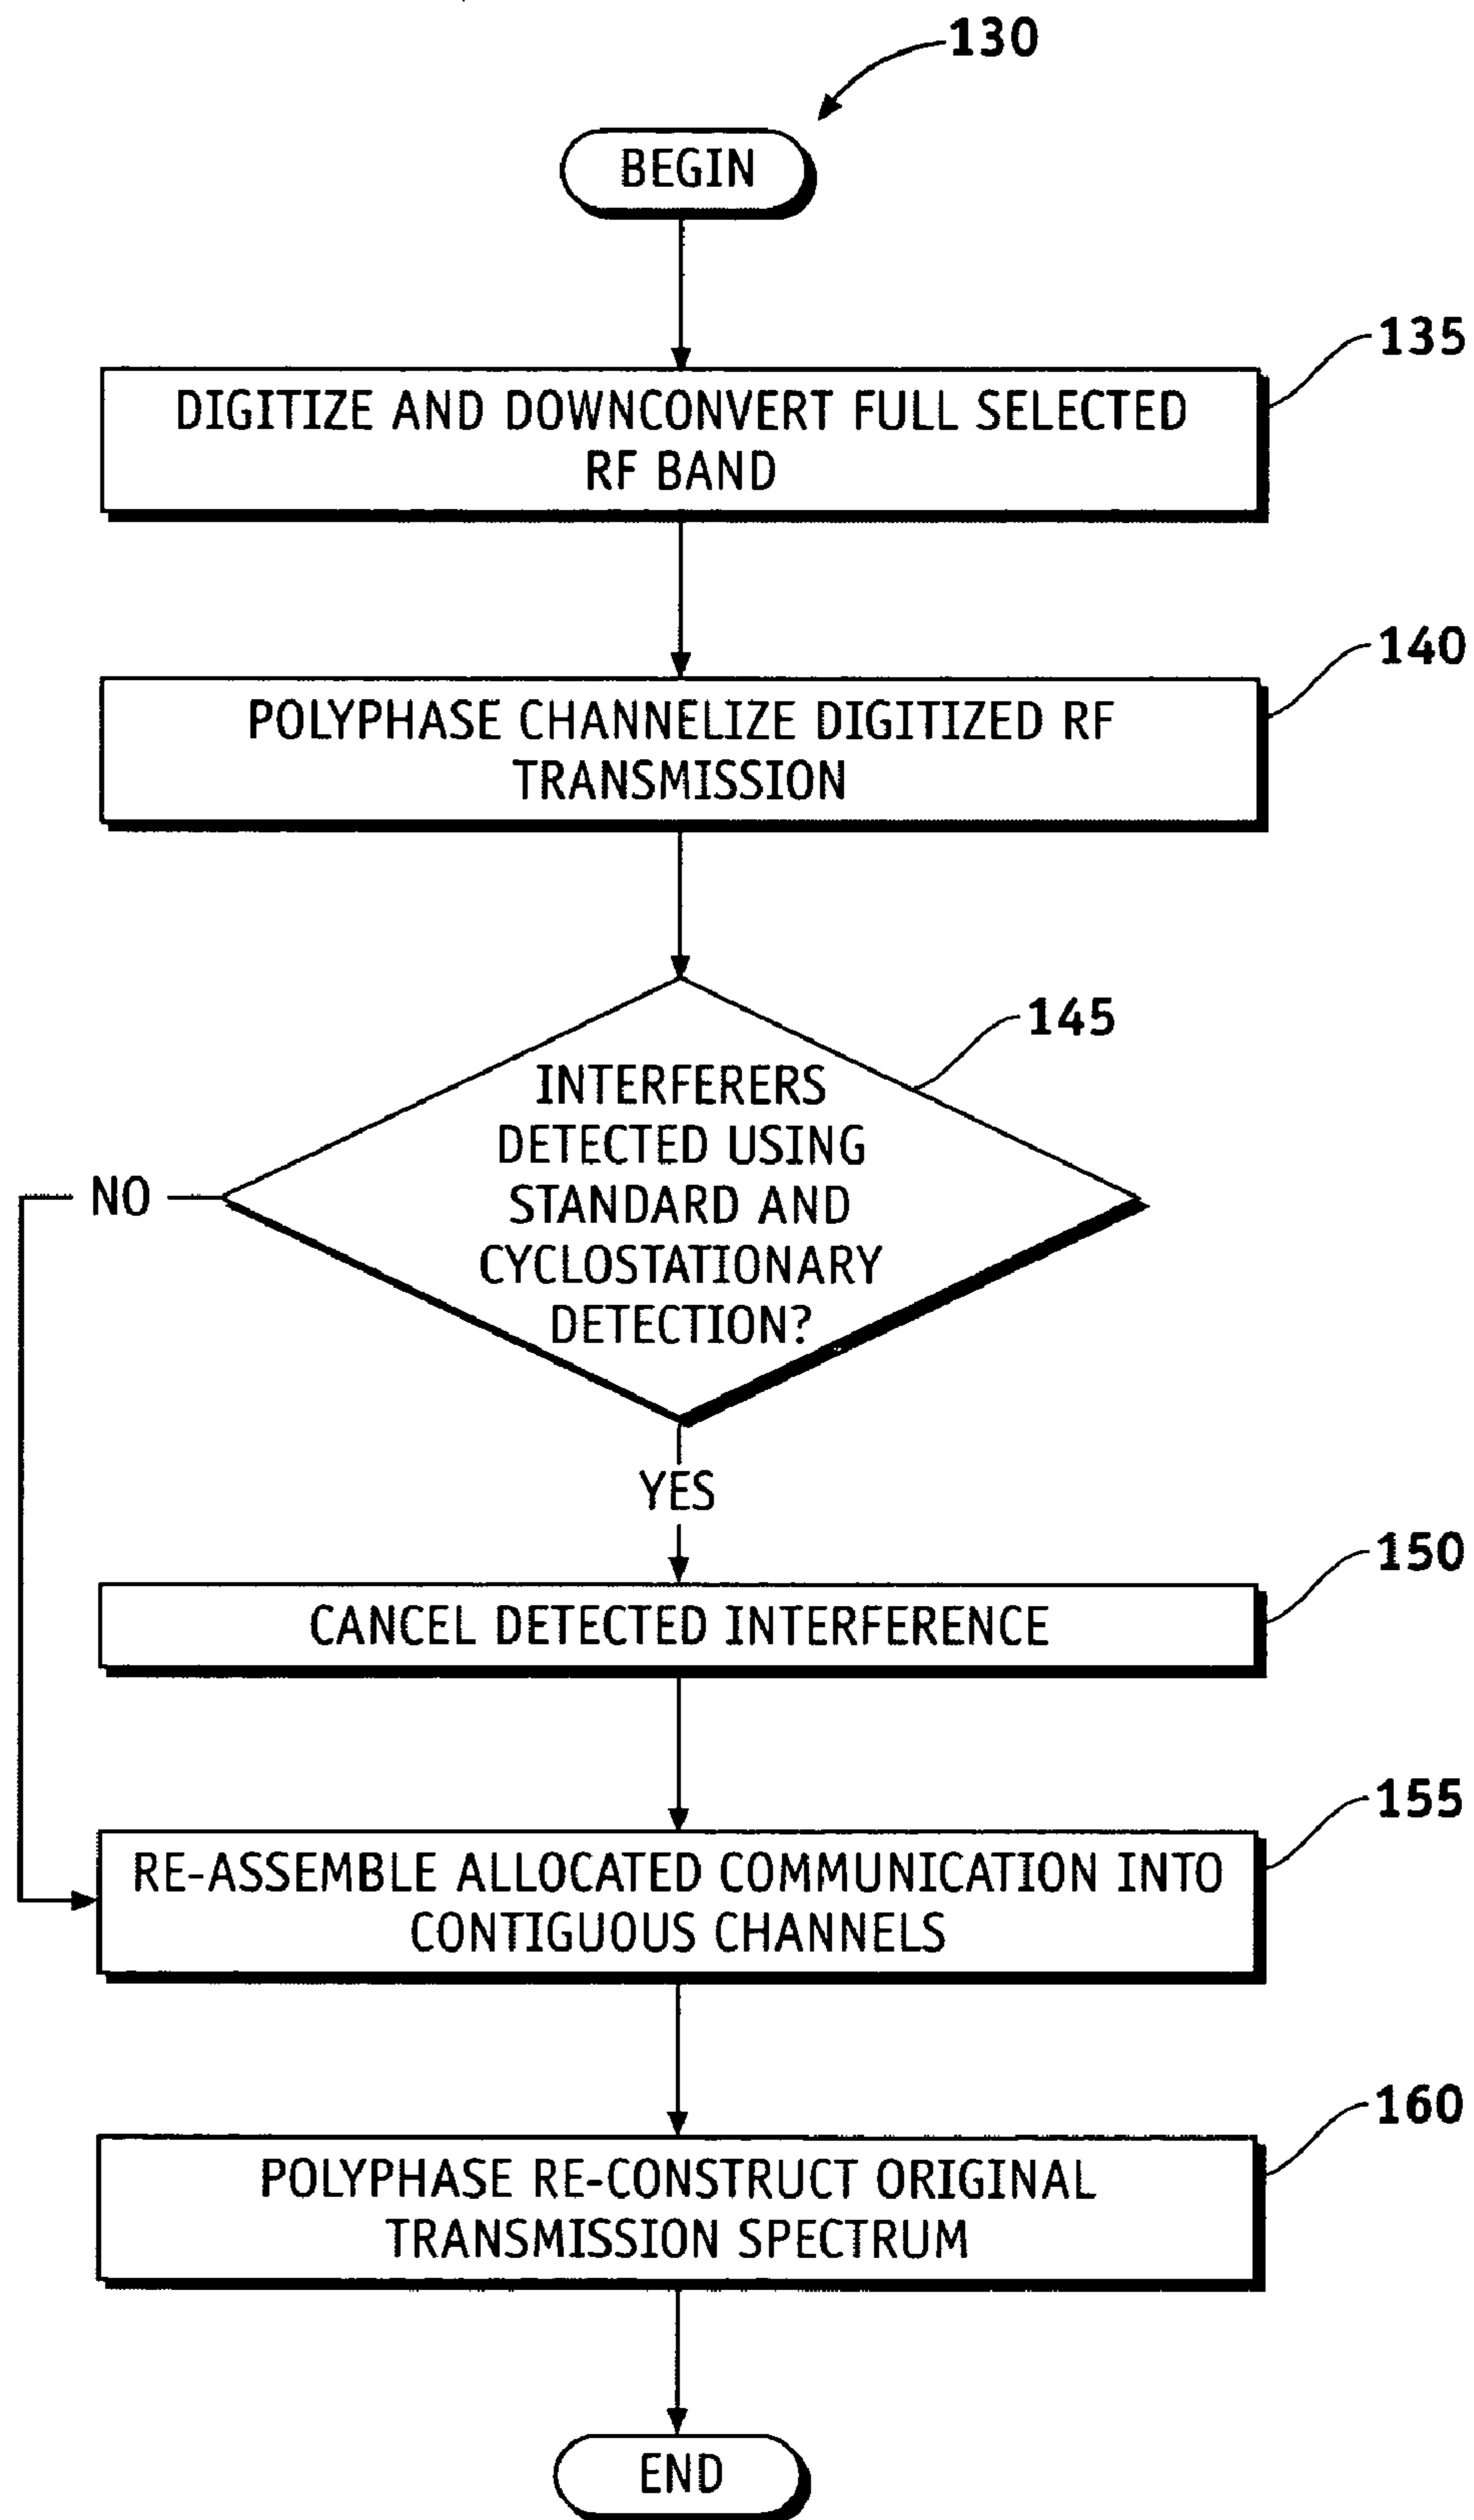 130
BEGIN
135
DIGITIZE AND DOWNCONVERT FULL SELECTED
RF BAND
140
POLYPHASE CHANNELIZE DIGITIZED RF
TRANSMISSION
145
INTERFERERS
DETECTED USING
STANDARD AND
CYCLOSTATIONARY
DETECTION?
NO
YES
150
CANCEL DETECTED INTERFERENCE
155
RE-ASSEMBLE ALLOCATED COMMUNICATION INTO
CONTIGUOUS CHANNELS
160
POLYPHASE RE-CONSTRUCT ORIGINAL
TRANSMISSION SPECTRUM
END